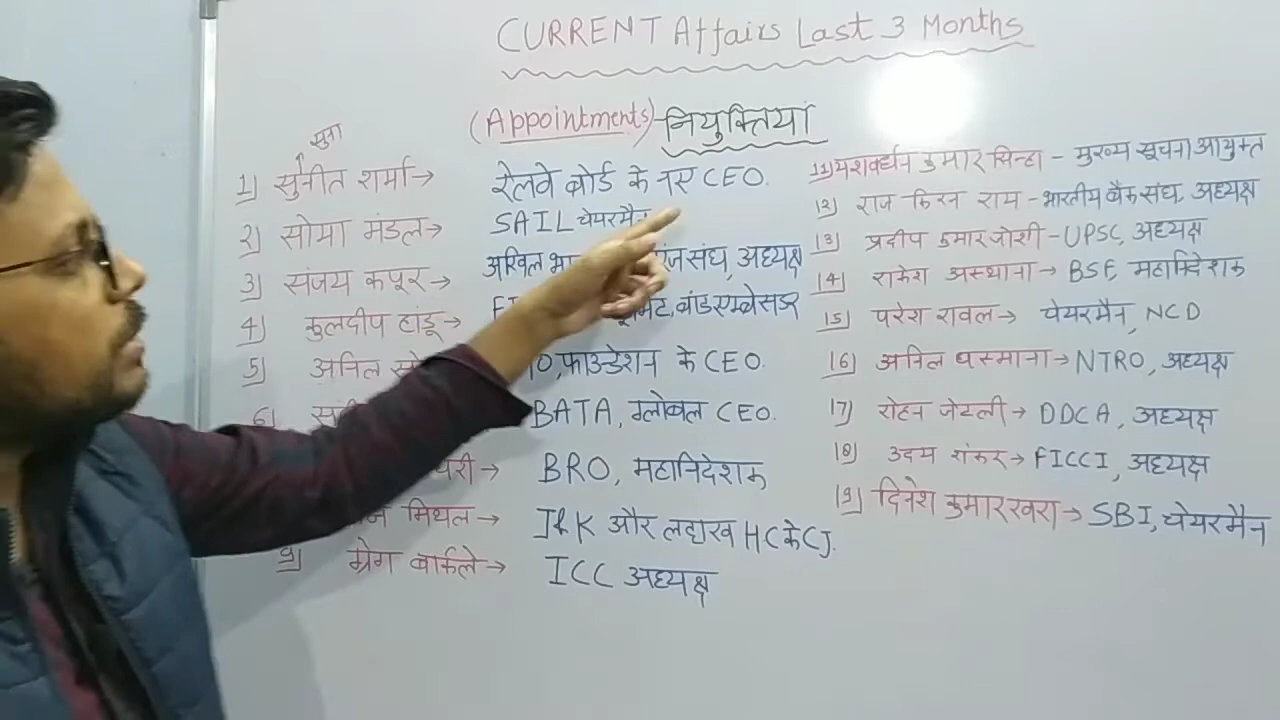 CURRENT Affairs Last 3 Months
(Appointments)-नियुक्तियां
1) सुनीत शर्मा→ रेलवे बोर्ड के नए CEO.
2) सोमा मंडल→ SAIL चेयरमैन
3) संजय कपूर→ अखिल संघ, अध्यक्ष
4) कुलदीप हांडू→ ब्रांड एम्बेसडर
5) अनिल फाउन्डेशन के CEO.
6) BATA, ग्लोबल CEO.
BRO, महानिदेशक
मिथल→ J&K और लद्दाख HC के CJ.
9) ग्रेग बार्कले→ ICC अध्यक्ष
11) यशवर्धन कुमार सिन्हा - मुख्य सूचना आयुक्त
12) राज किरन राय - भारतीय बैंक संघ, अध्यक्ष
13) प्रदीप कुमार जोशी - UPSC, अध्यक्ष
14) राकेश अस्थाना→ BSF, महानिदेशक
15) परेश रावल→ चेयरमैन, NCD
16) अनिल धस्माना→ NTRO, अध्यक्ष
17) रोहन जेटली→ DDCA, अध्यक्ष
18) उदय शंकर→ FICCI, अध्यक्ष
19) दिनेश कुमार खरा→ SBI, चेयरमैन